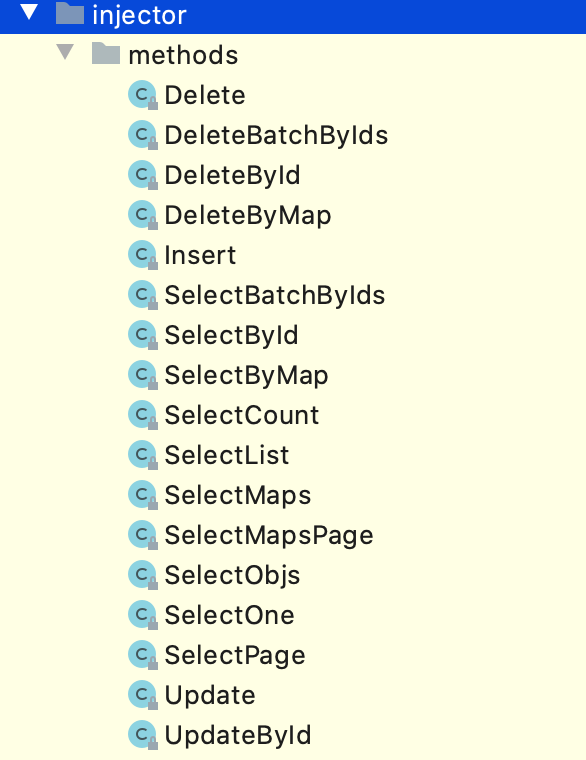 injector
methods
Delete
DeleteBatchByIds
DeleteById
DeleteByMap
Insert
SelectBatchByIds
SelectById
SelectByMap
SelectCount
SelectList
SelectMaps
SelectMapsPage
SelectObjs
SelectOne
SelectPage
Update
UpdateById